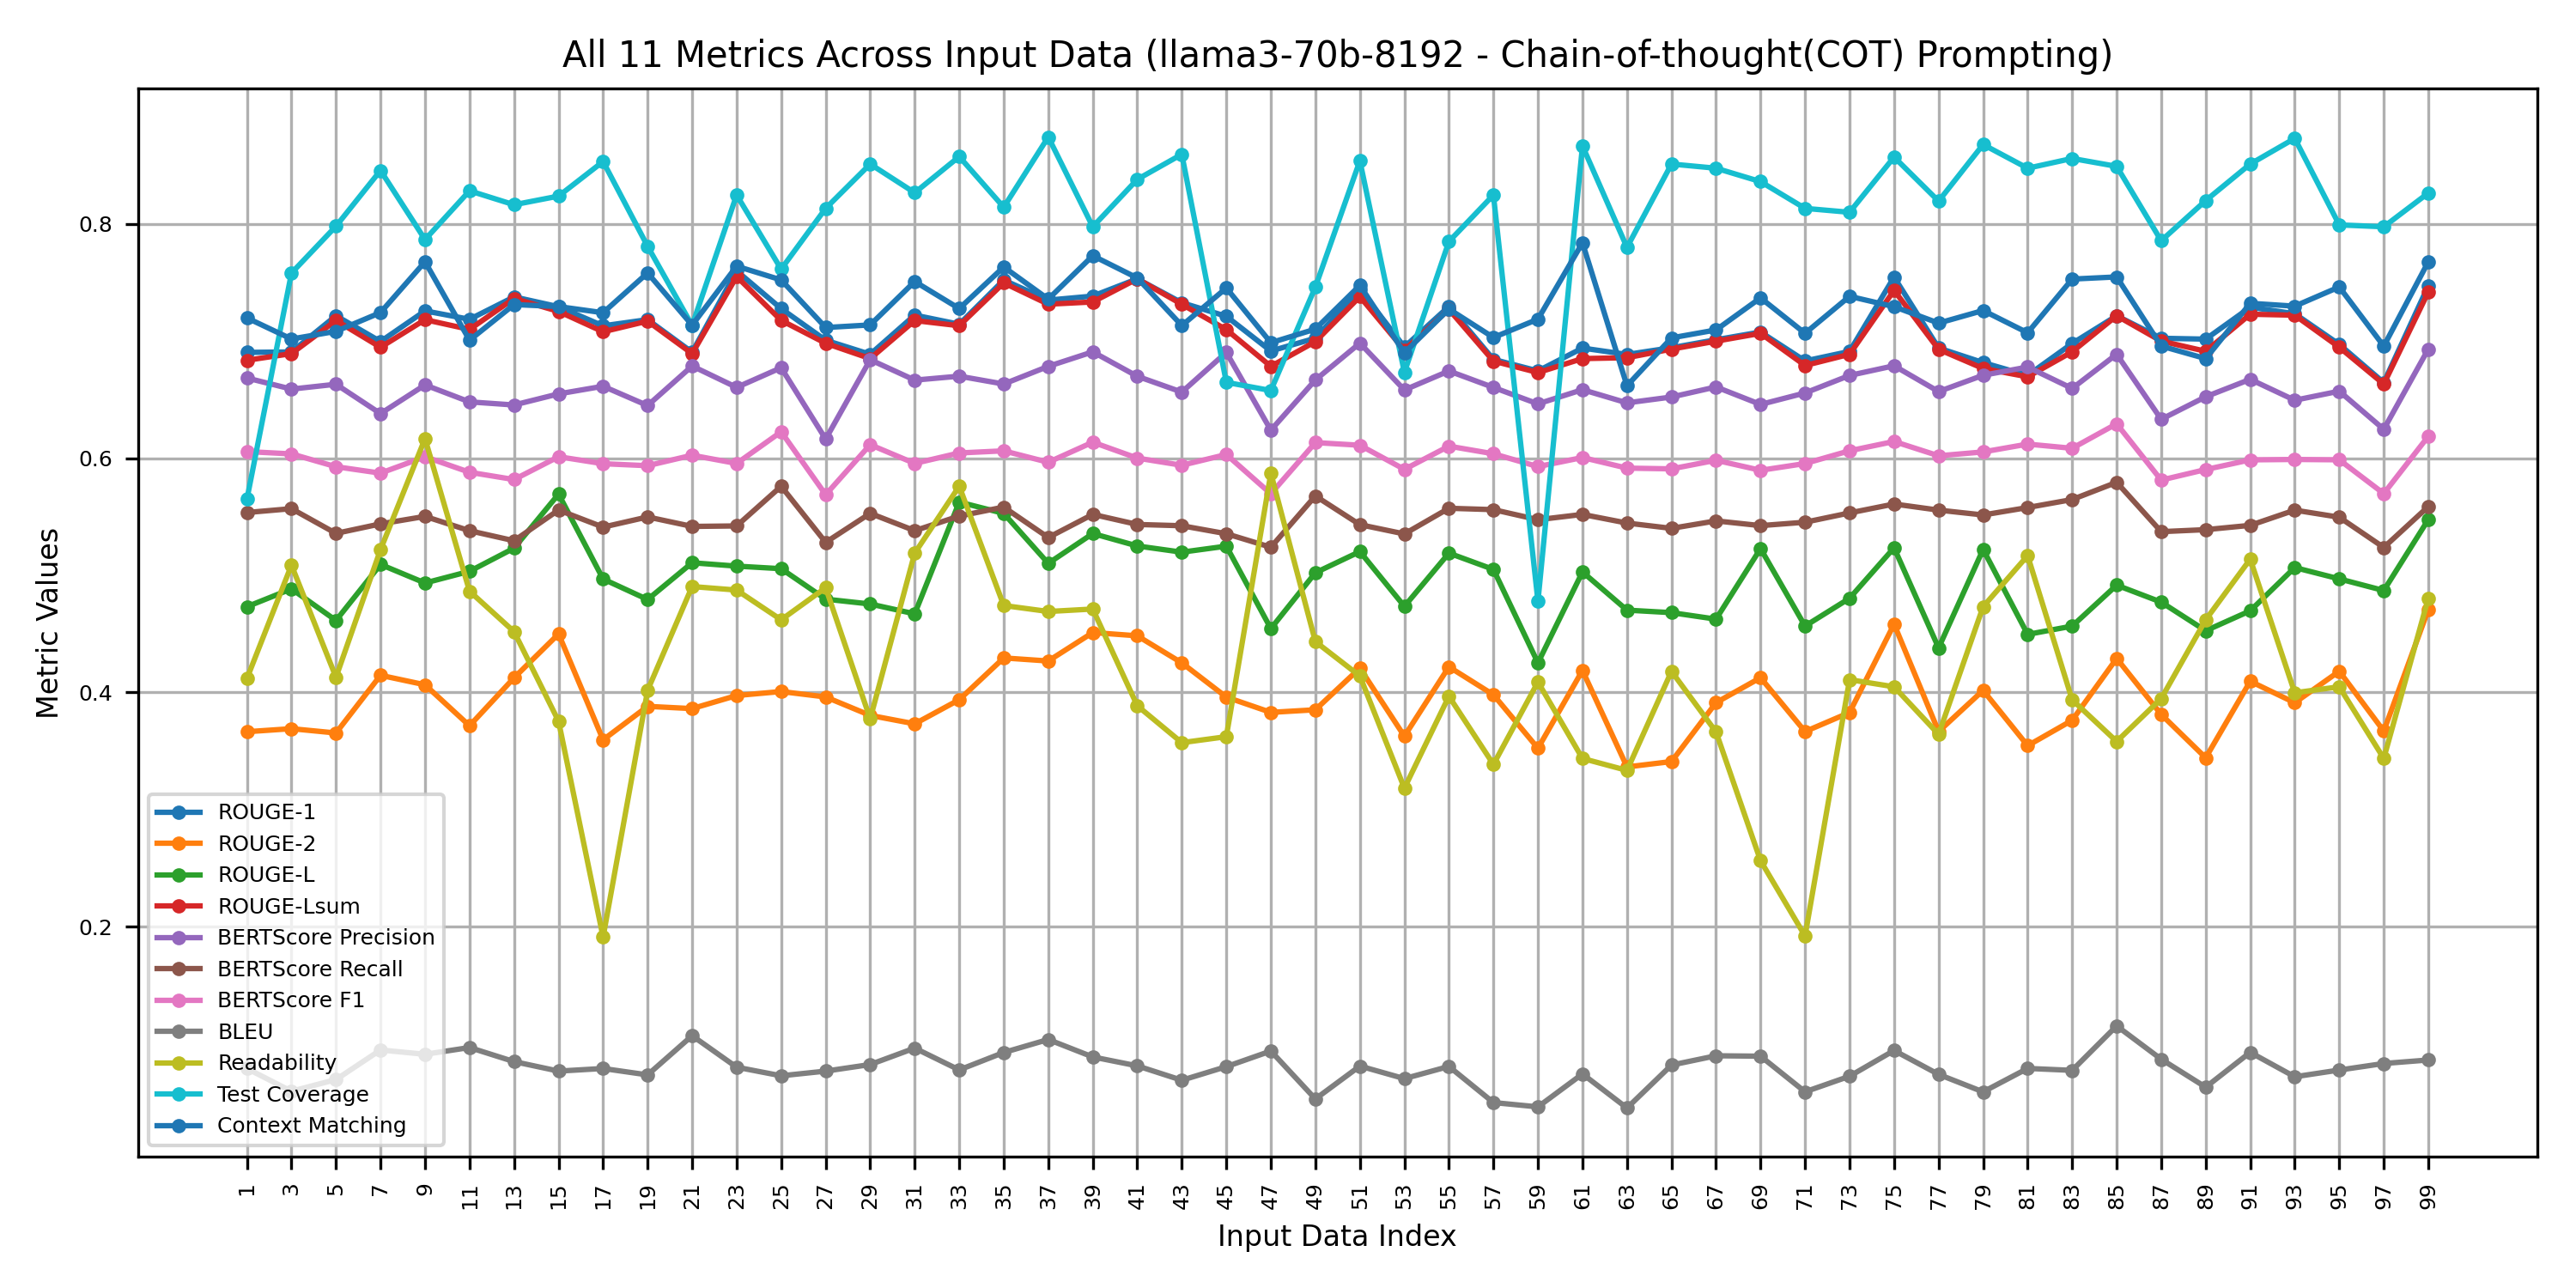 All 11 Metrics Across Input Data (llama3-70b-8192 - Chain-of-thought(COT) Prompting)
Metric Values
0.8
0.6
0.4
0.2
ROUGE-1
ROUGE-2
ROUGE-L
ROUGE-Lsum
BERTScore Precision
BERTScore Recall
BERTScore F1
BLEU
Readability
Test Coverage
Context Matching
1 3 5 7 9 11 13 15 17 19 21 23 25 27 29 31 33 35 37 39 41 43 45 47 49 51 53 55 57 59 61 63 65 67 69 71 73 75 77 79 81 83 85 87 89 91 93 95 97 99
Input Data Index